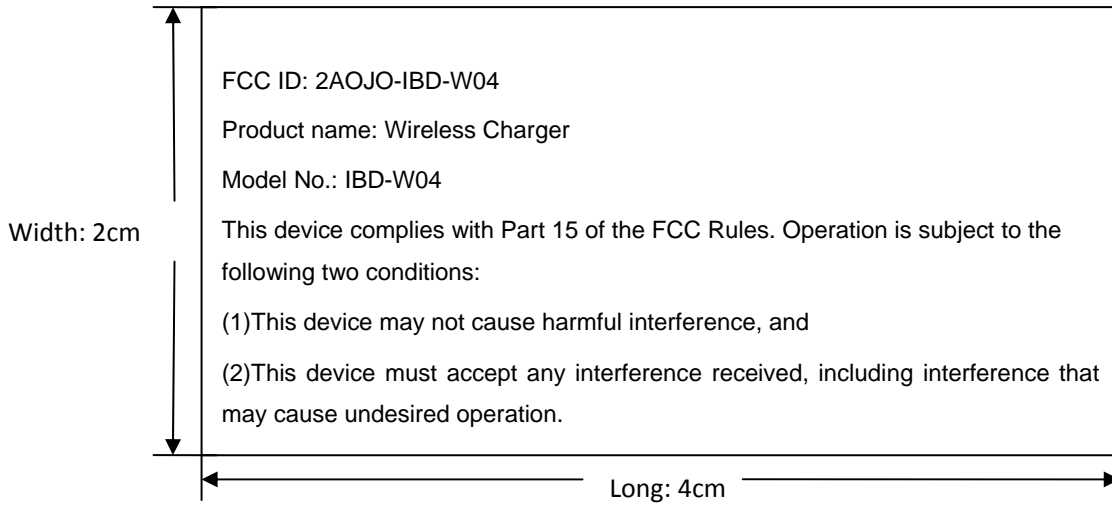 FCC ID: 2AOJO-IBD-W04
Product name: Wireless Charger
Model No.: IBD-W04
Width: 2cm
This device complies with Part 15 of the FCC Rules. Operation is subject to the
following two conditions:
(1)This device may not cause harmful interference, and
(2)This device must accept any interference received, including interference that
may cause undesired operation.
Long: 4cm